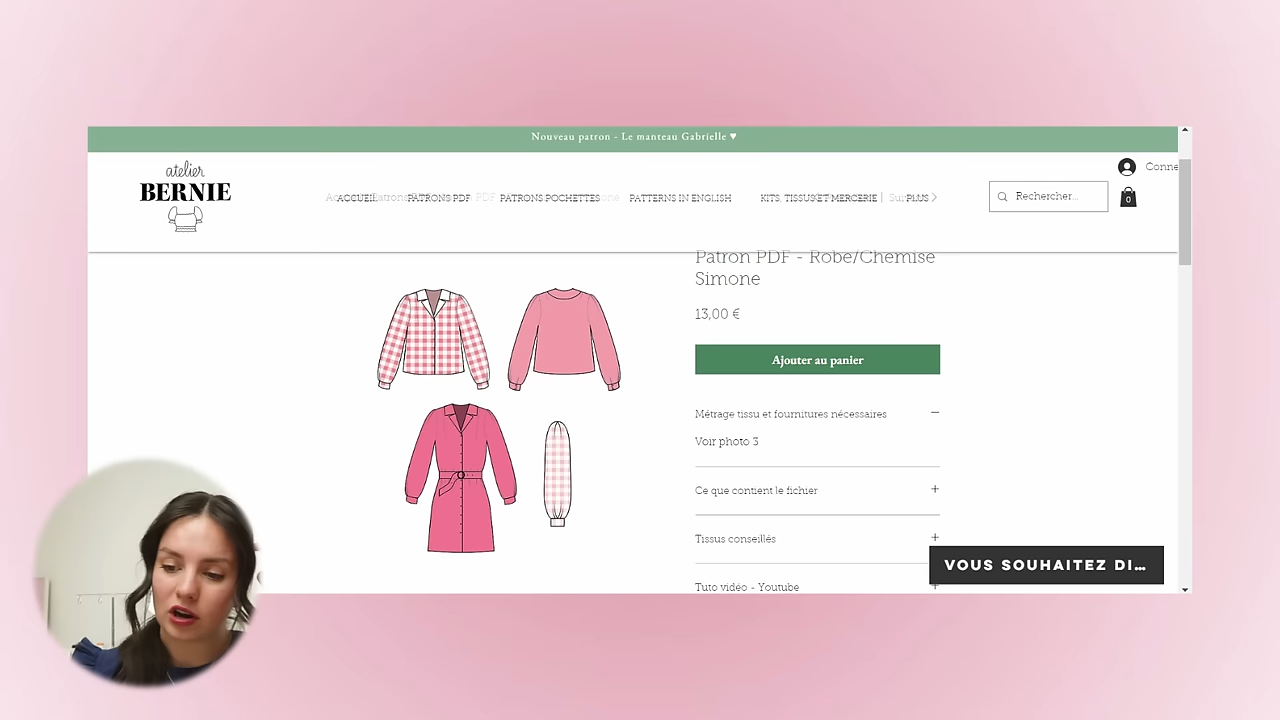 Nouveau patron - Le manteau Gabrielle ♥
atelier
BERNIE
Conne
ACCUEIL PATRONS PDF PATRONS POCHETTES PATTERNS IN ENGLISH KITS, TISSUS ET MERCERIE PLUS
Rechercher...
0
Patron PDF - Robe/Chemise
Simone
13,00 €
Ajouter au panier
Métrage tissu et fournitures nécessaires
Voir photo 3
Ce que contient le fichier
Tissus conseillés
VOUS SOUHAITEZ DI...
Tuto vidéo - Youtube